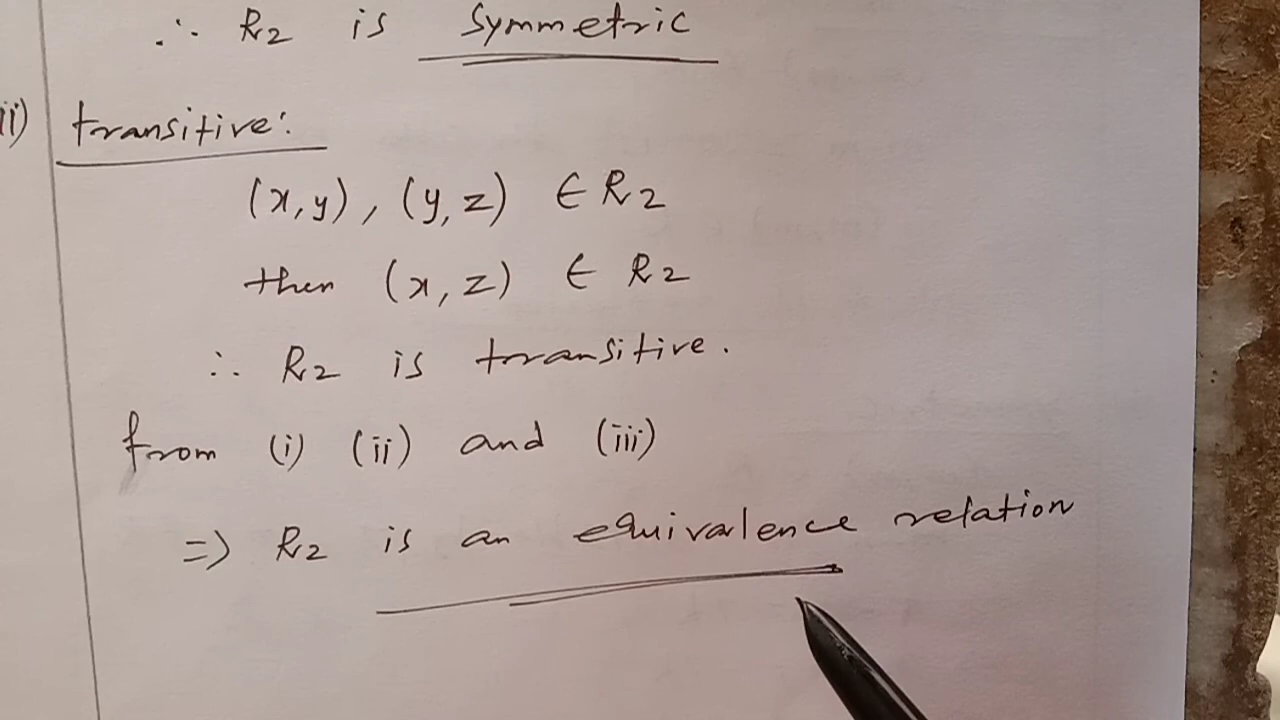 ∴ R2 is Symmetric
ii) transitive:
(x,y), (y,z) ∈ R2
then (x,z) ∈ R2
∴ R2 is transitive.
from (i) (ii) and (iii)
=> R2 is an equivalence relation